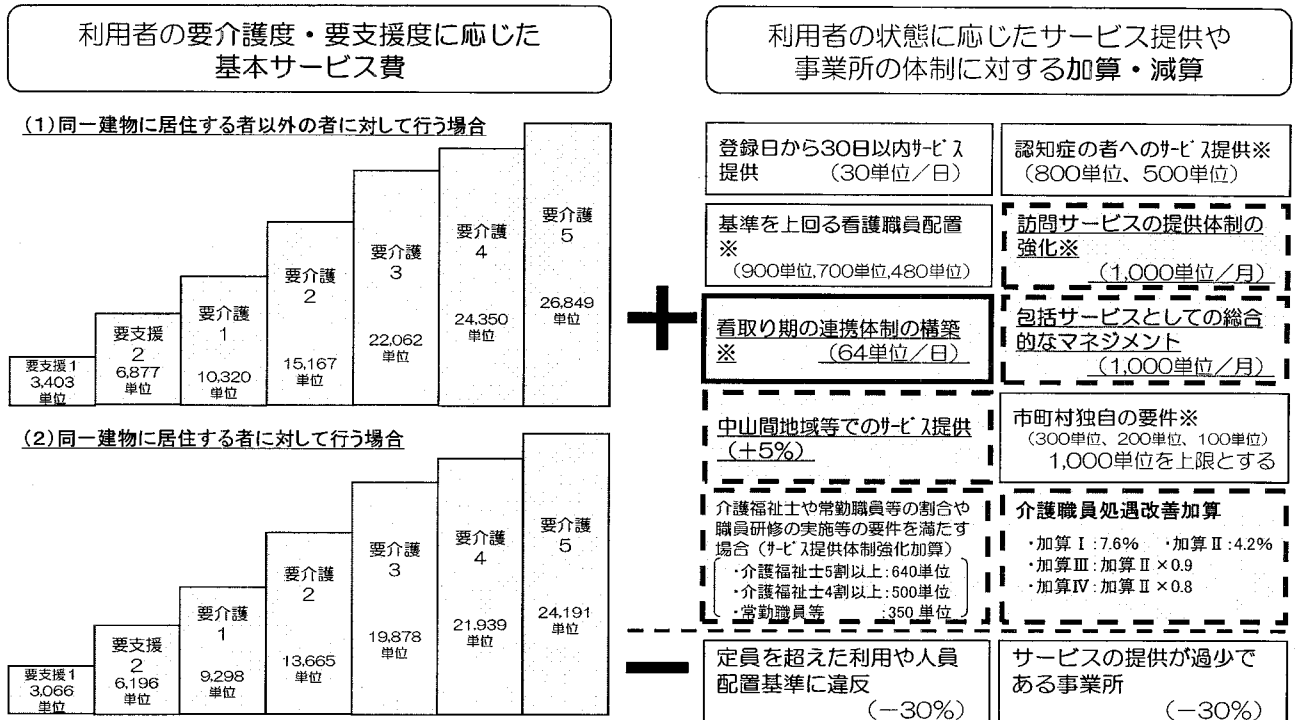 利用者の要介護度・要支援度に応じた
基本サービス費
(1)同一建物に居住する者以外の者に対して行う場合
要支援1
3,403
単位
要支援
2
6,877
単位
要介護
1
10,320
単位
要介護
2
15,167
単位
要介護
3
22,062
単位
要介護
4
24,350
単位
要介護
5
26,849
単位
(2)同一建物に居住する者に対して行う場合
要支援1
3,066
単位
要支援
2
6,196
単位
要介護
1
9,298
単位
要介護
2
13,665
単位
要介護
3
19,878
単位
要介護
4
21,939
単位
要介護
5
24,191
単位
+
−
利用者の状態に応じたサービス提供や
事業所の体制に対する加算・減算
登録日から30日以内サービス
提供 (30単位/日)
認知症の者へのサービス提供※
(800単位、500単位)
基準を上回る看護職員配置
※
(900単位,700単位,480単位)
訪問サービスの提供体制の
強化※
(1,000単位/月)
看取り期の連携体制の構築
※ (64単位/日)
包括サービスとしての総合
的なマネジメント
(1,000単位/月)
中山間地域等でのサービス提供
(+5%)
市町村独自の要件※
(300単位、200単位、100単位)
1,000単位を上限とする
介護福祉士や常勤職員等の割合や
職員研修の実施等の要件を満たす
場合(サービス提供体制強化加算)
・介護福祉士5割以上:640単位
・介護福祉士4割以上:500単位
・常勤職員等 :350 単位
介護職員処遇改善加算
・加算Ⅰ:7.6% ・加算Ⅱ:4.2%
・加算Ⅲ:加算Ⅱ×0.9
・加算Ⅳ:加算Ⅱ×0.8
定員を超えた利用や人員
配置基準に違反
(−30%)
サービスの提供が過少で
ある事業所
(−30%)